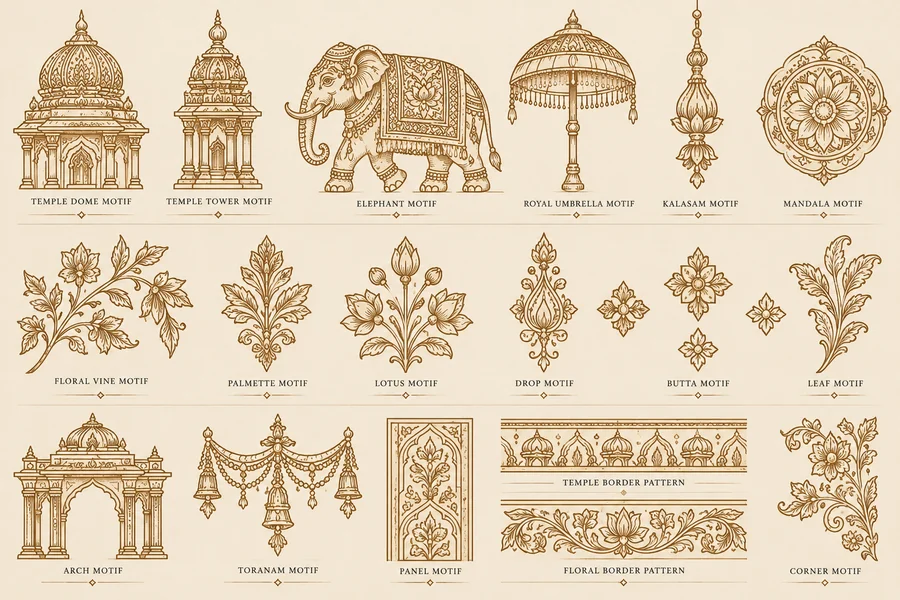 TEMPLE DOME MOTIF
TEMPLE TOWER MOTIF
ELEPHANT MOTIF
ROYAL UMBRELLA MOTIF
KALASAM MOTIF
MANDALA MOTIF
FLORAL VINE MOTIF
PALMETTE MOTIF
LOTUS MOTIF
DROP MOTIF
BUTTA MOTIF
LEAF MOTIF
ARCH MOTIF
TORANAM MOTIF
PANEL MOTIF
TEMPLE BORDER PATTERN
FLORAL BORDER PATTERN
CORNER MOTIF